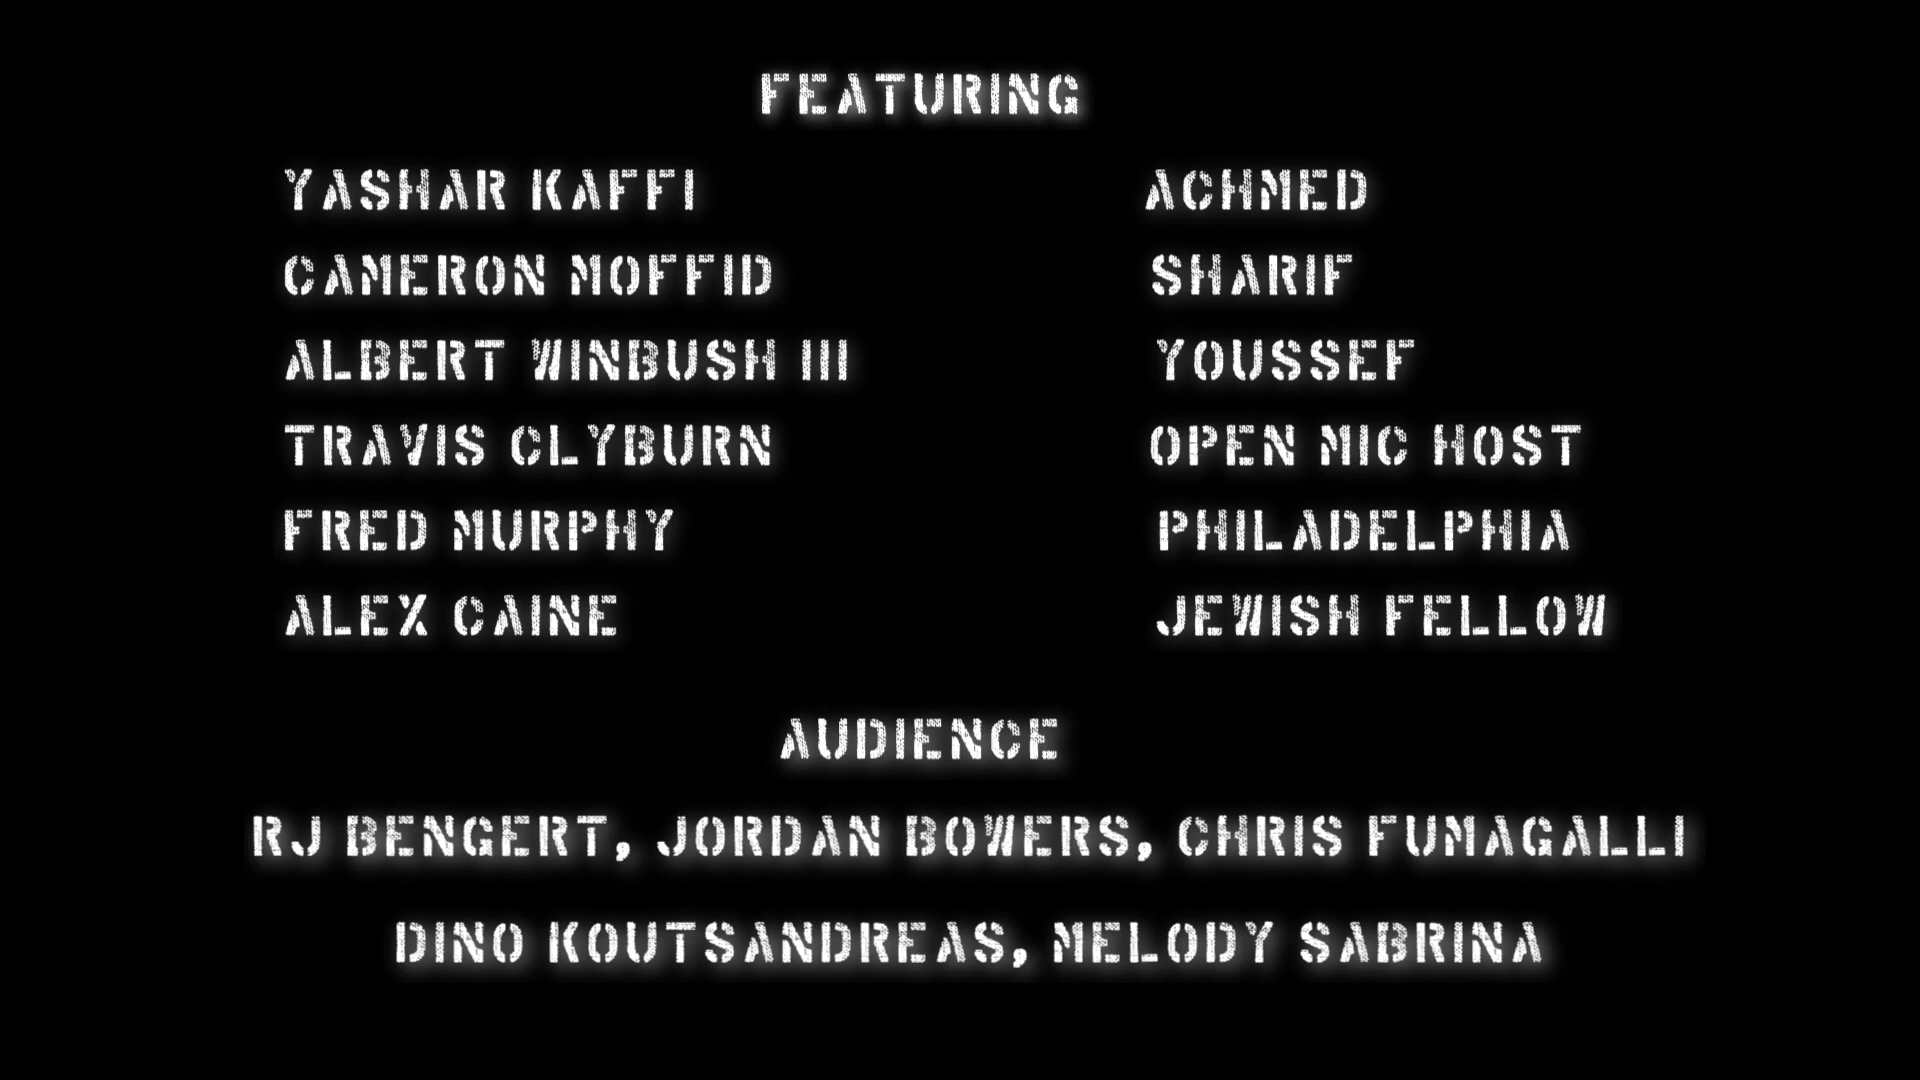 FEATURING
YASHAR KAFFI ACHMED
CAMERON MOFFID SHARIF
ALBERT WINBUSH III YOUSSEF
TRAVIS CLYBURN OPEN MIC HOST
FRED MURPHY PHILADELPHIA
ALEX CAINE JEWISH FELLOW
AUDIENCE
RJ BENGERT, JORDAN BOWERS, CHRIS FUMAGALLI
DINO KOUTSANDREAS, MELODY SABRINA